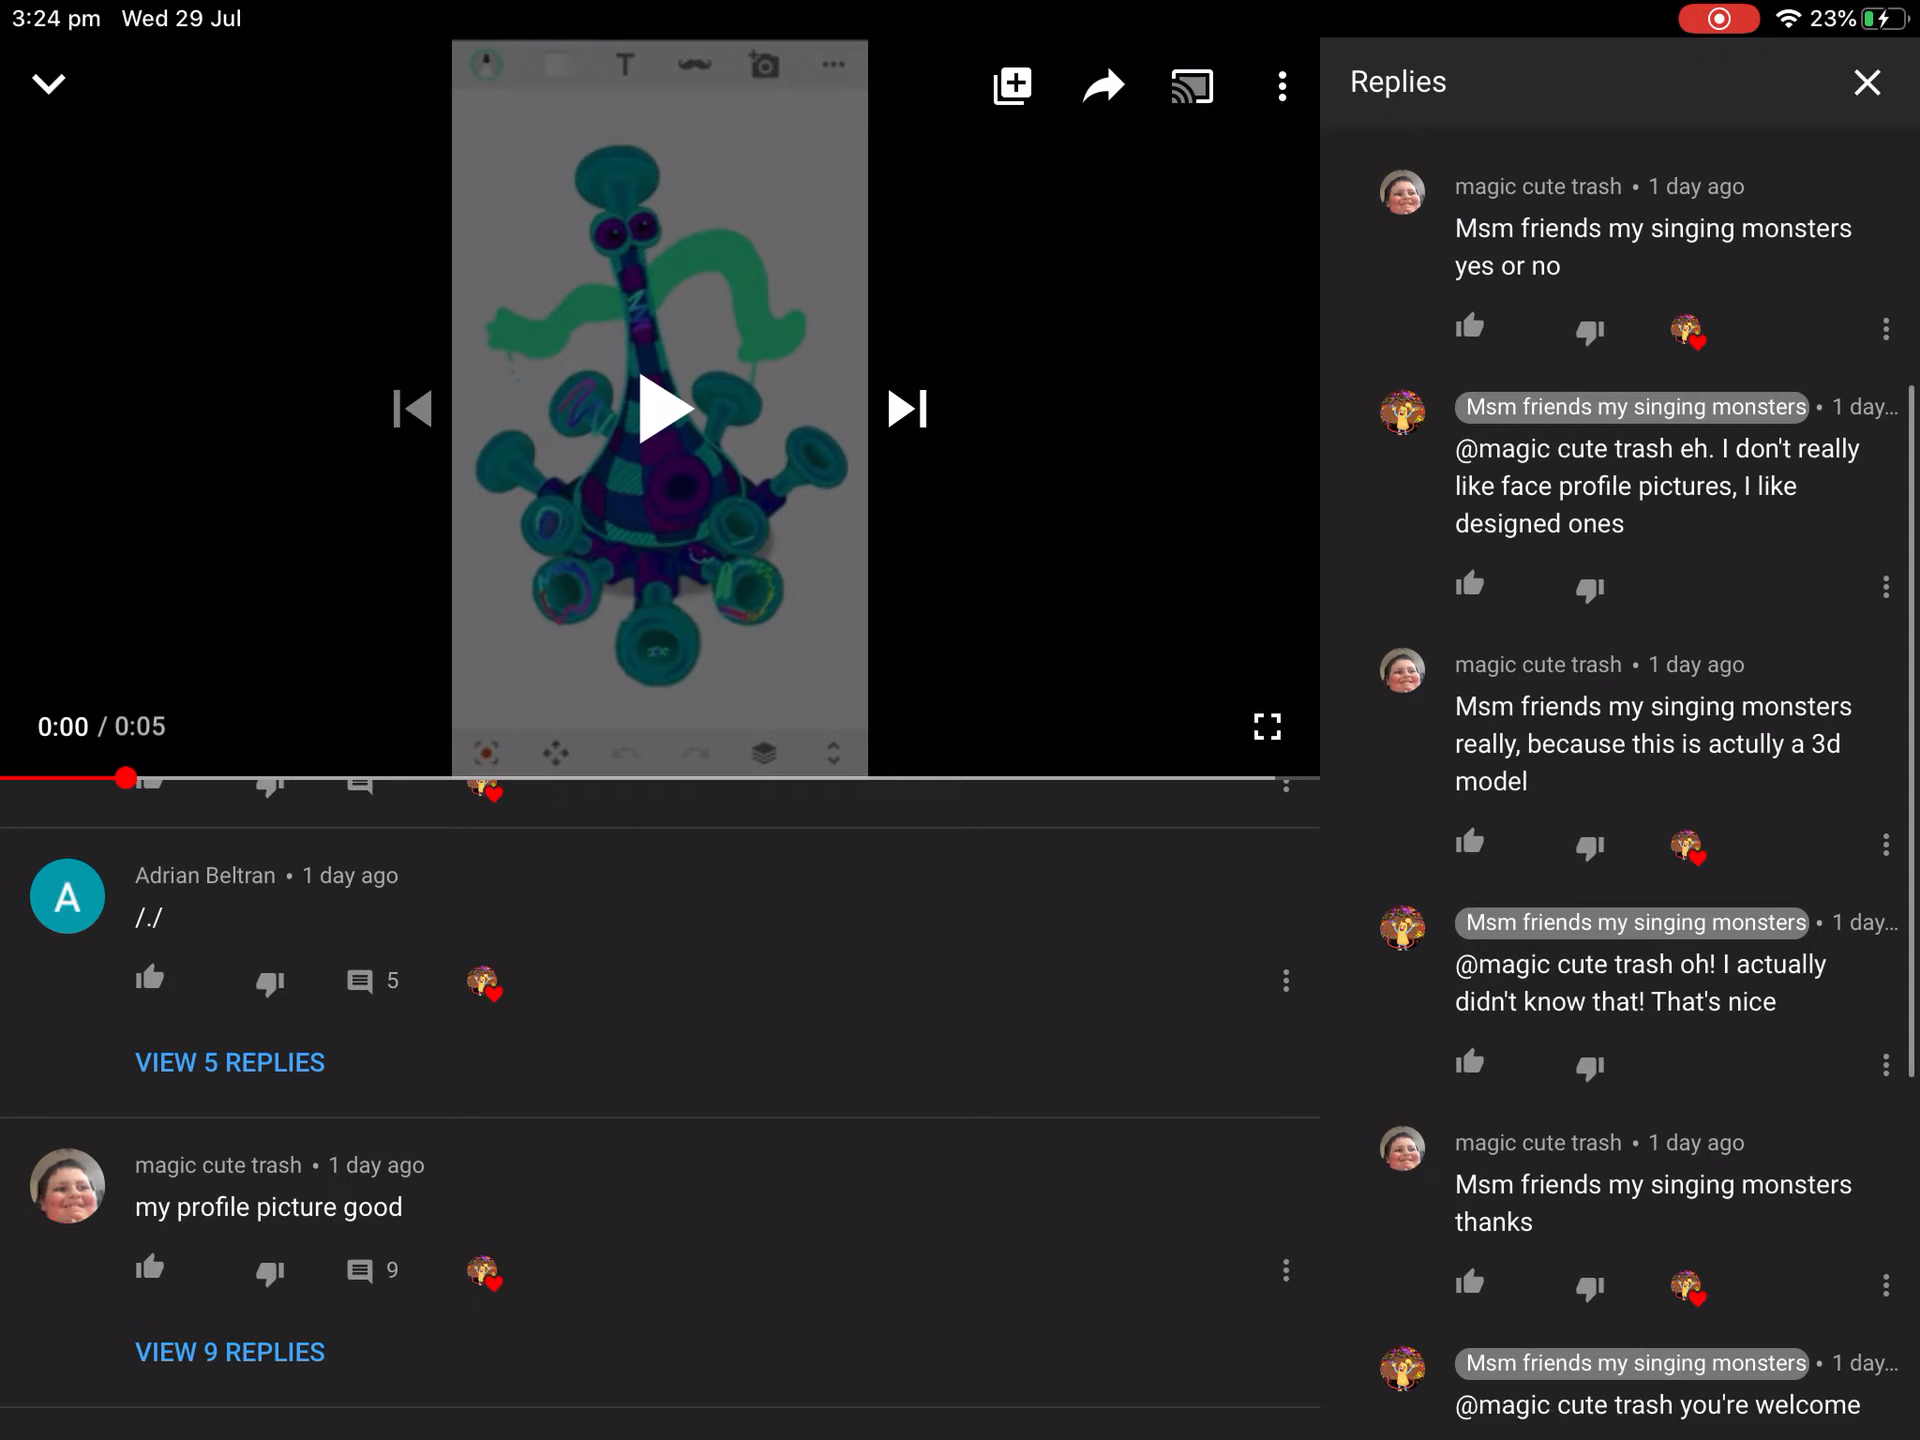 3:24 pm Wed 29 Jul
23%
T
0:00 / 0:05
Adrian Beltran • 1 day ago
/./
5
VIEW 5 REPLIES
magic cute trash • 1 day ago
my profile picture good
9
VIEW 9 REPLIES
A
Replies
magic cute trash • 1 day ago
Msm friends my singing monsters
yes or no
Msm friends my singing monsters • 1 day...
@magic cute trash eh. I don't really
like face profile pictures, I like
designed ones
magic cute trash • 1 day ago
Msm friends my singing monsters
really, because this is actully a 3d
model
Msm friends my singing monsters • 1 day...
@magic cute trash oh! I actually
didn't know that! That's nice
magic cute trash • 1 day ago
Msm friends my singing monsters
thanks
Msm friends my singing monsters • 1 day...
@magic cute trash you're welcome